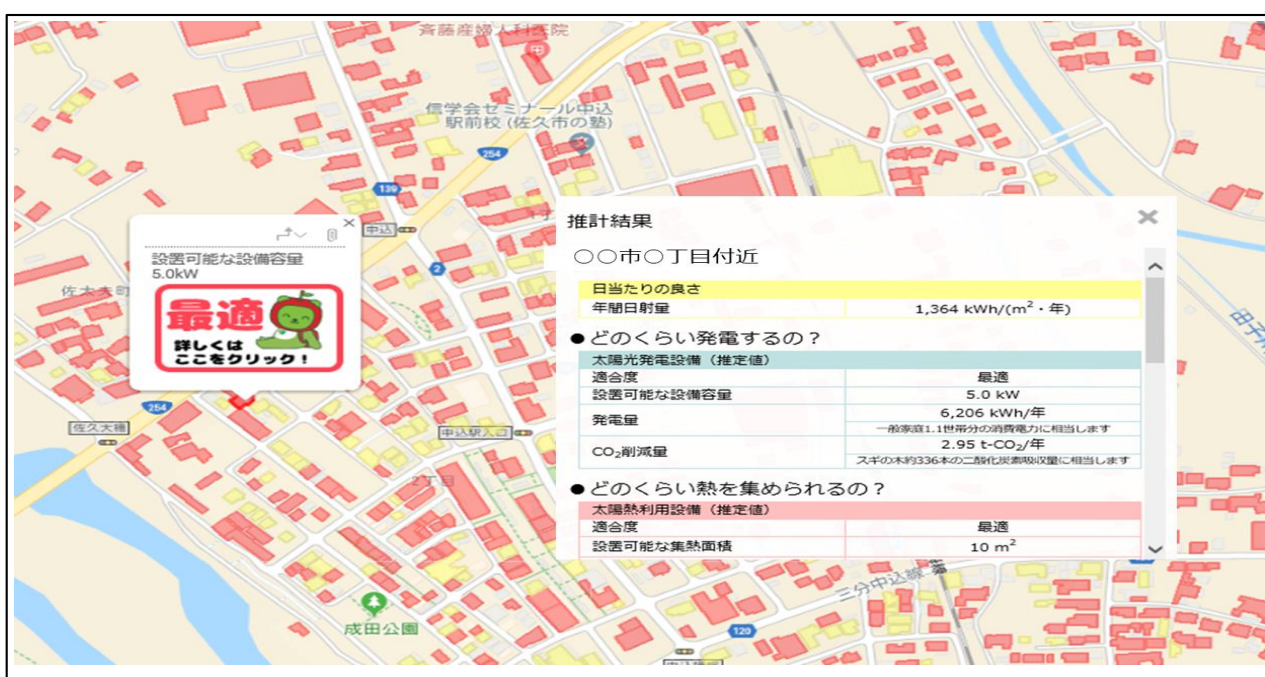 斉藤産婦人科医院
信学会セミナール中込
駅前校(佐久市の塾)
254
139
中込
2
設置可能な設備容量
5.0kW
最適
詳しくは
ここをクリック!
254
佐久大橋
中込駅入口
2丁目
成田公園
120
三分中込線
推計結果
○○市○丁目付近
日当たりの良さ
年間日射量 1,364 kWh/(m²・年)
●どのくらい発電するの?
太陽光発電設備(推定値)
適合度 最適
設置可能な設備容量 5.0 kW
発電量 6,206 kWh/年
一般家庭1.1世帯分の消費電力に相当します
CO₂削減量 2.95 t-CO₂/年
スギの木約336本の二酸化炭素吸収量に相当します
●どのくらい熱を集められるの?
太陽熱利用設備(推定値)
適合度 最適
設置可能な集熱面積 10 m²